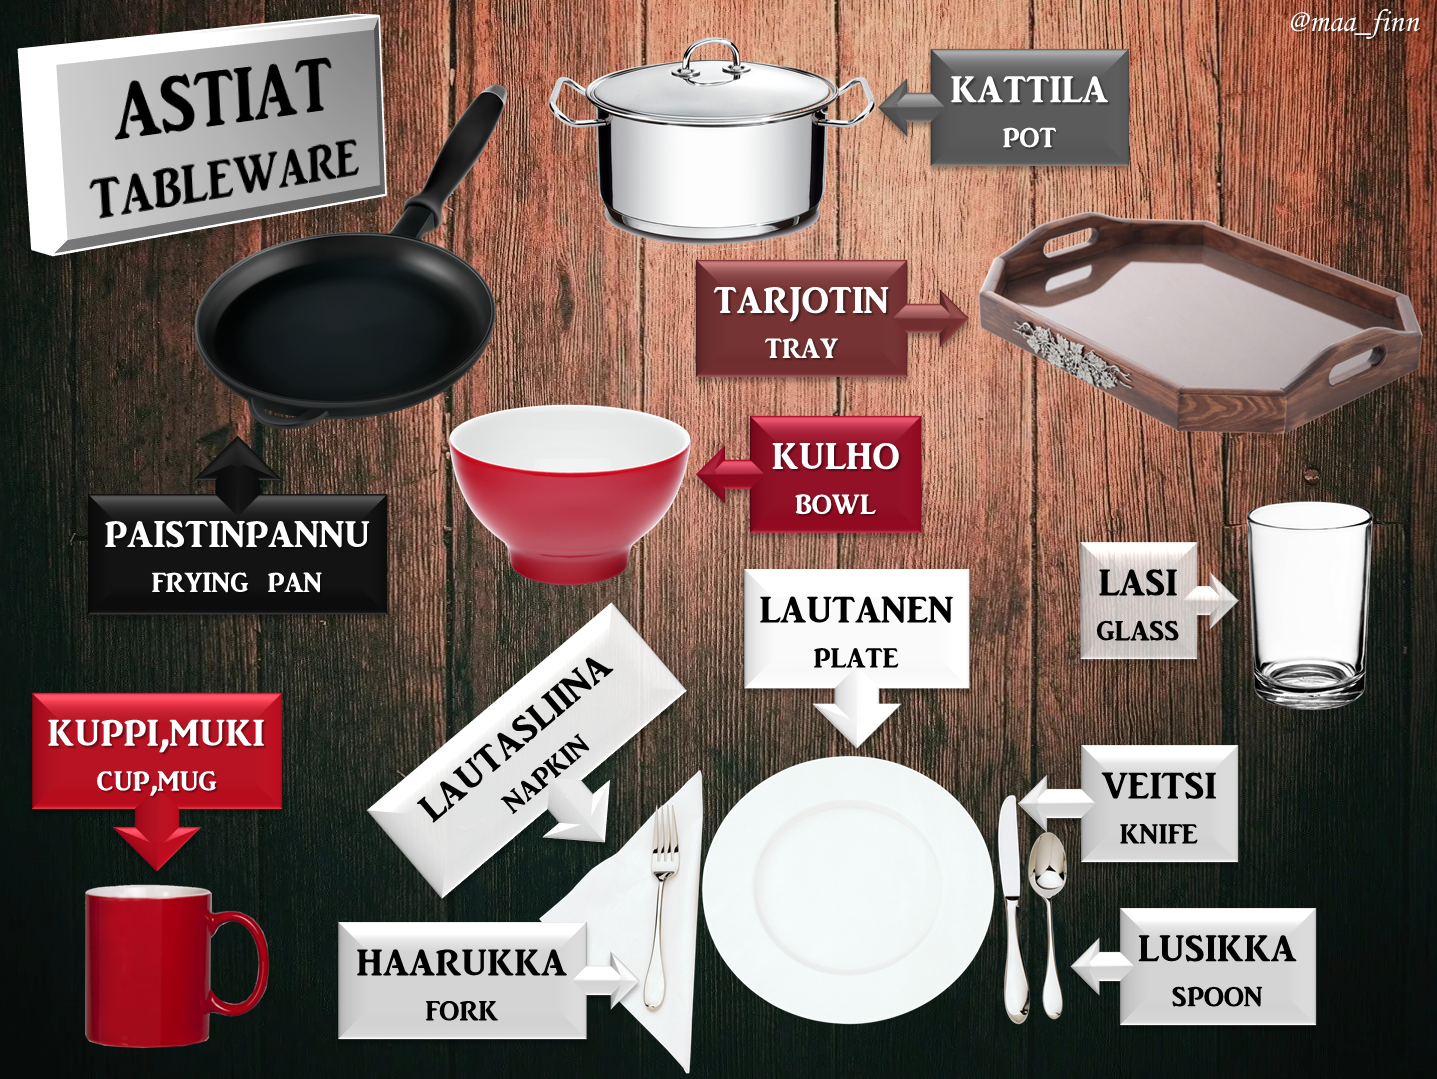 @maa_finn
ASTIAT
TABLEWARE
KATTILA
POT
TARJOTIN
TRAY
KULHO
BOWL
PAISTINPANNU
FRYING PAN
LASI
GLASS
LAUTANEN
PLATE
LAUTASLIINA
NAPKIN
KUPPI,MUKI
CUP,MUG
VEITSI
KNIFE
HAARUKKA
FORK
LUSIKKA
SPOON